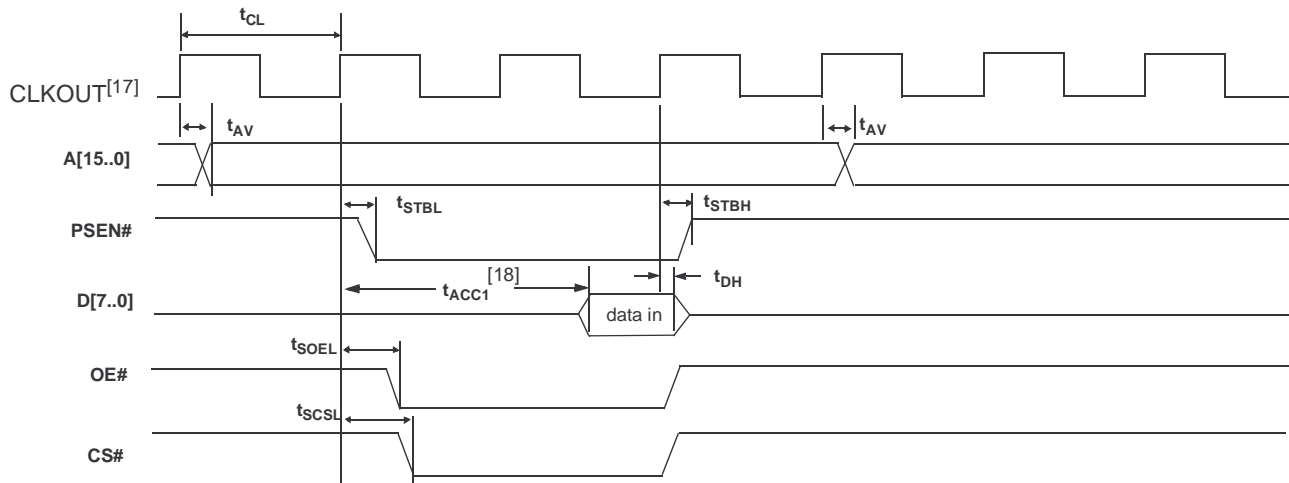 tCL
CLKOUT[17]
tAV
tAV
A[15..0]
tSTBL
tSTBH
PSEN#
[18]
tACC1
tDH
D[7..0]
data in
tSOEL
OE#
tSCSL
CS#